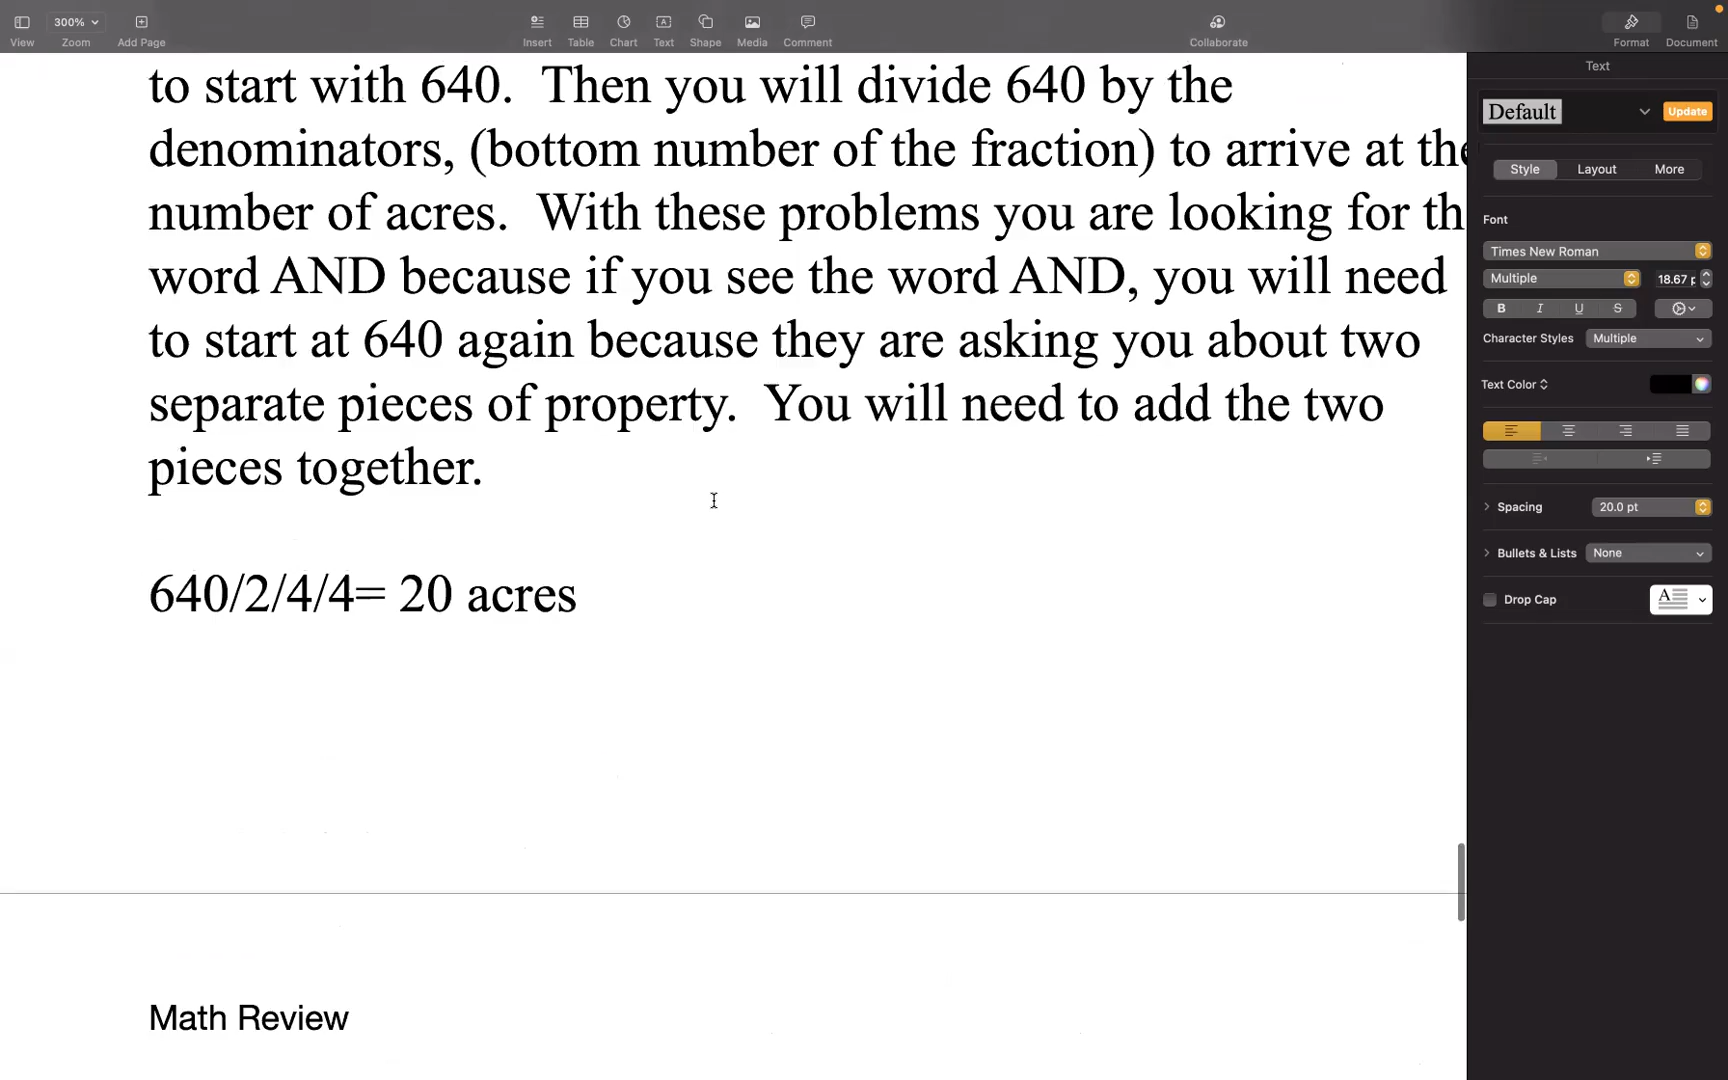 300%
View
Zoom
Add Page
Insert
Table
Chart
Text
Shape
Media
Comment
Collaborate
Format
Document
to start with 640.  Then you will divide 640 by the
denominators, (bottom number of the fraction) to arrive at the
number of acres.  With these problems you are looking for th
word AND because if you see the word AND, you will need
to start at 640 again because they are asking you about two
separate pieces of property.  You will need to add the two
pieces together.
640/2/4/4= 20 acres
Math Review
Text
Default
Update
Style
Layout
More
Font
Times New Roman
Multiple
18.67 p
B
I
U
S
Character Styles
Multiple
Text Color
Spacing
20.0 pt
Bullets & Lists
None
Drop Cap
A